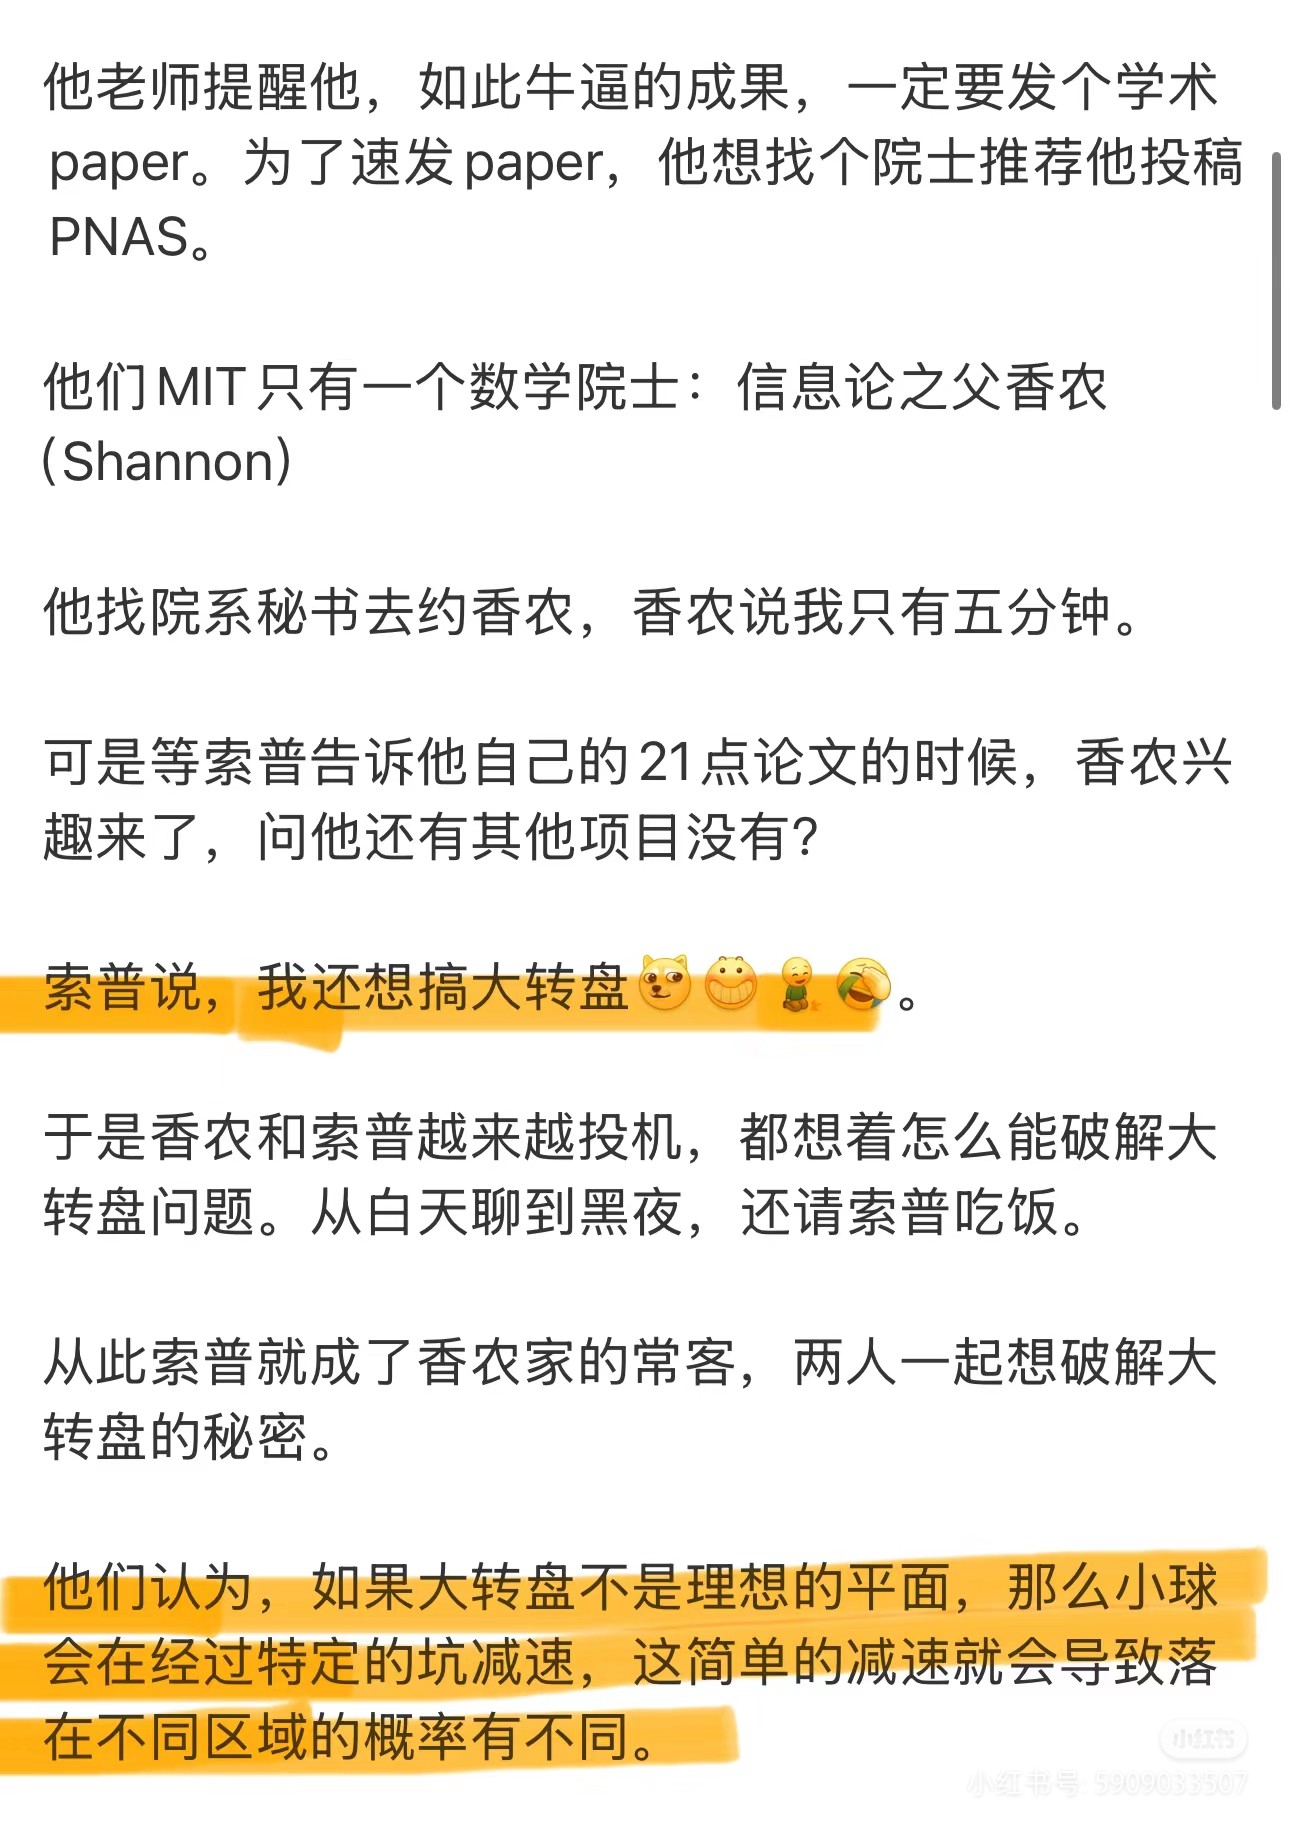 他老师提醒他，如此牛逼的成果，一定要发个学术
paper。为了速发paper，他想找个院士推荐他投稿
PNAS。
他们MIT只有一个数学院士：信息论之父香农
(Shannon)
他找院系秘书去约香农，香农说我只有五分钟。
可是等索普告诉他自己的21点论文的时候，香农兴
趣来了，问他还有其他项目没有?
索普说，我还想搞大转盘。
于是香农和索普越来越投机，都想着怎么能破解大
转盘问题。从白天聊到黑夜，还请索普吃饭。
从此索普就成了香农家的常客，两人一起想破解大
转盘的秘密。
他们认为，如果大转盘不是理想的平面，那么小球
会在经过特定的坑减速，这简单的减速就会导致落
在不同区域的概率有不同。
小红书
小红书号: 5909033507